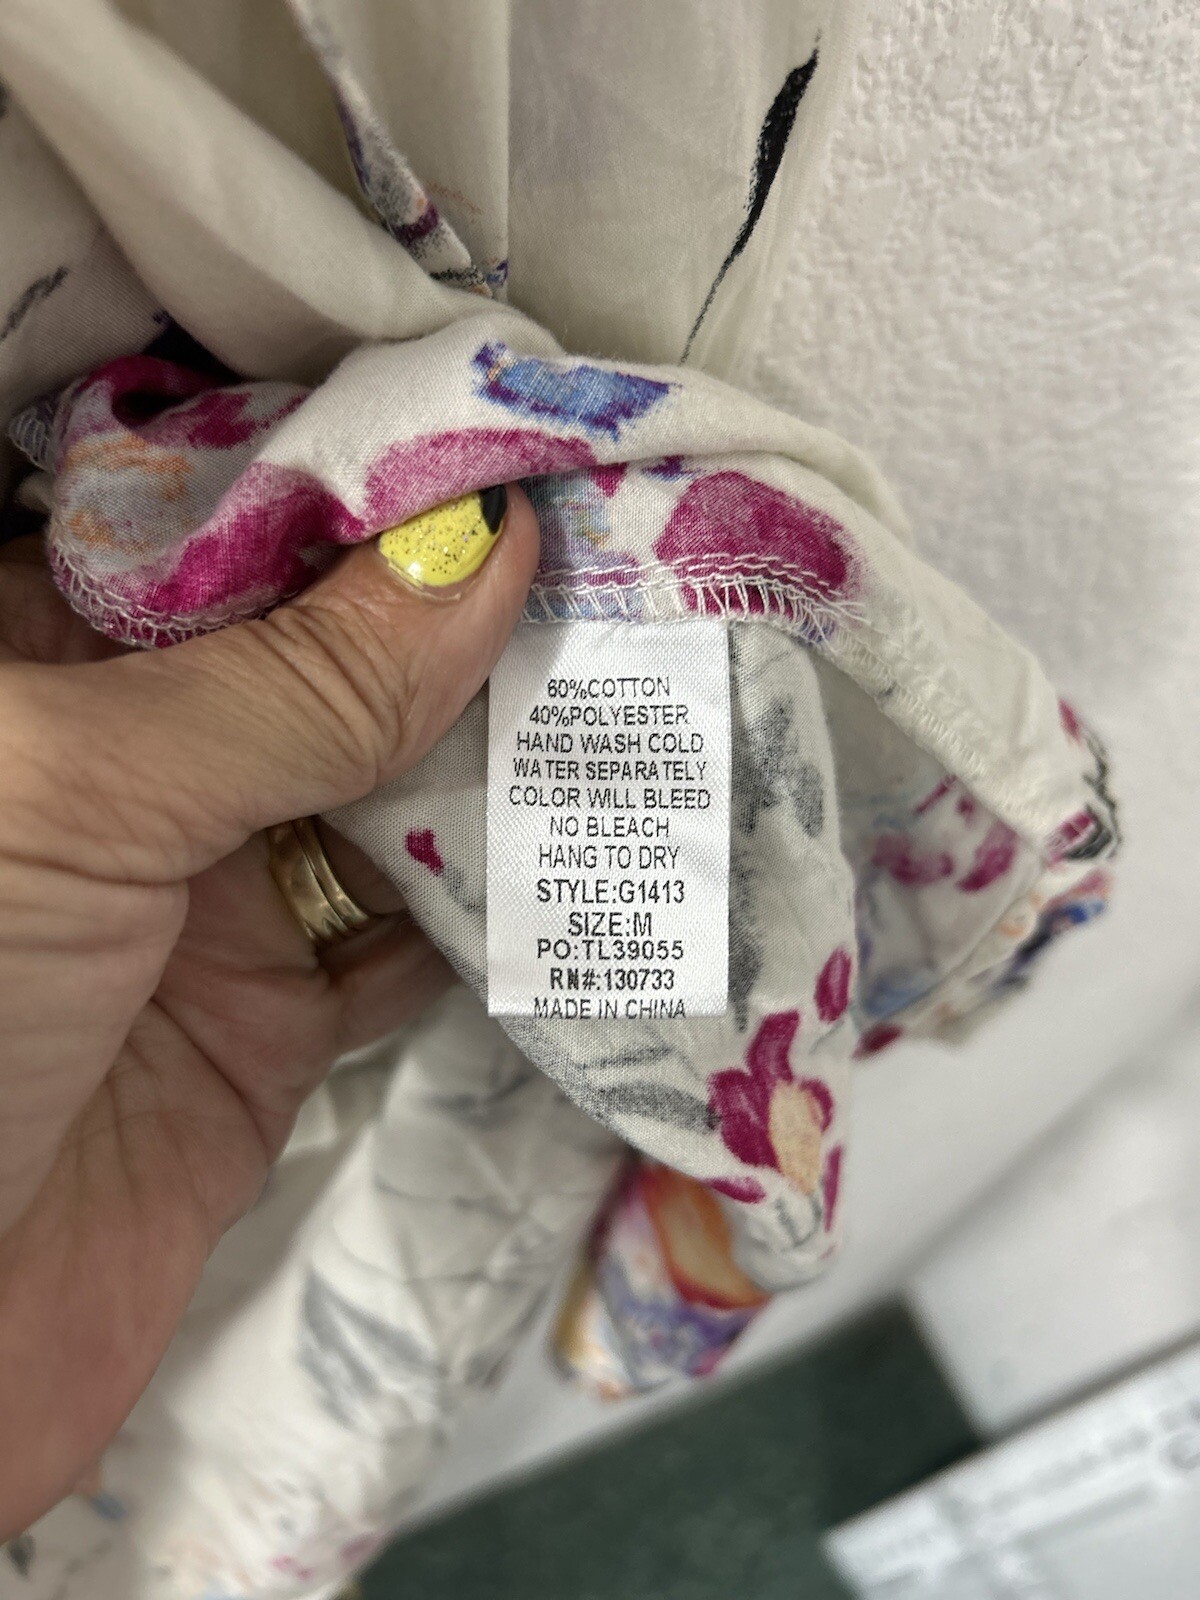 60%COTTON
40%POLYESTER
HAND WASH COLD
WATER SEPARATELY
COLOR WILL BLEED
NO BLEACH
HANG TO DRY
STYLE:G1413
SIZE:M
PO:TL39055
RN#:130733
MADE IN CHINA